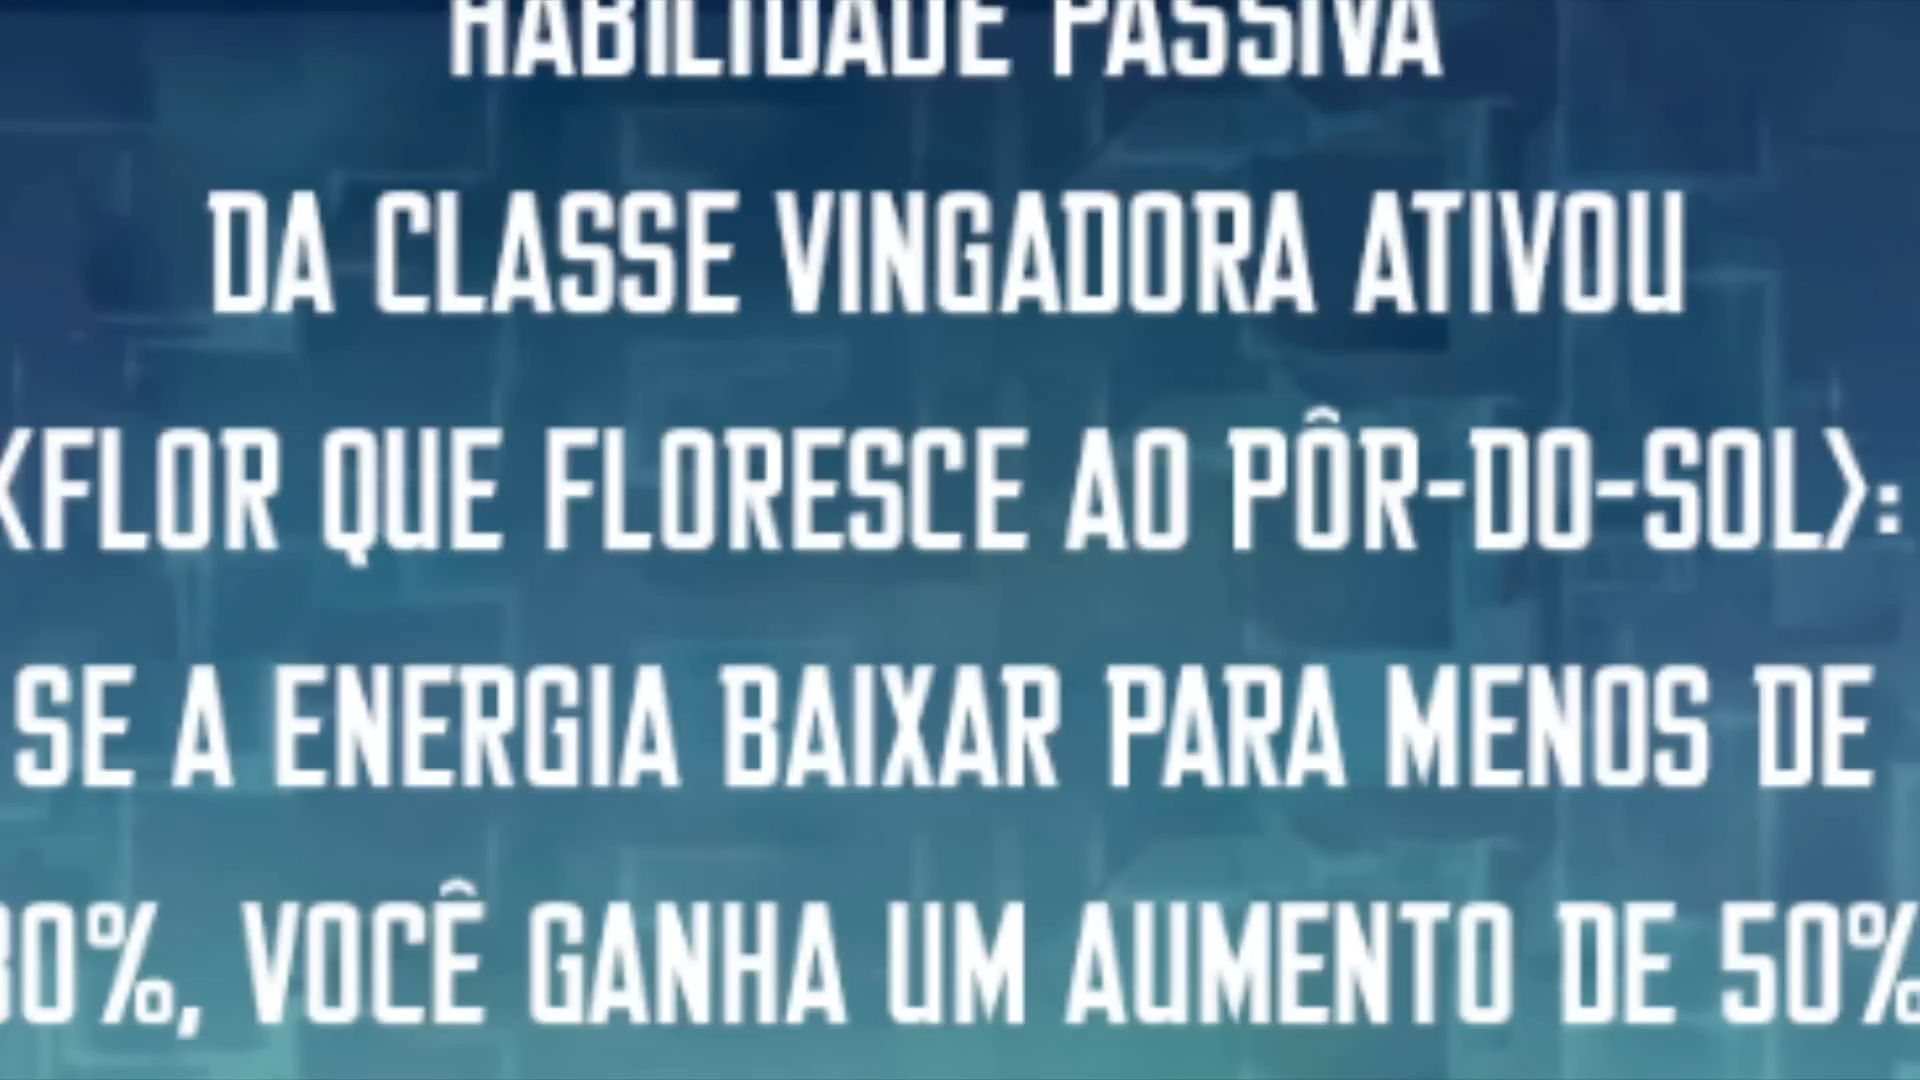 HABILIDADE PASSIVA
DA CLASSE VINGADORA ATIVOU
<FLOR QUE FLORESCE AO PÔR-DO-SOL>:
SE A ENERGIA BAIXAR PARA MENOS DE
VOCÊ GANHA UM AUMENTO DE 50%